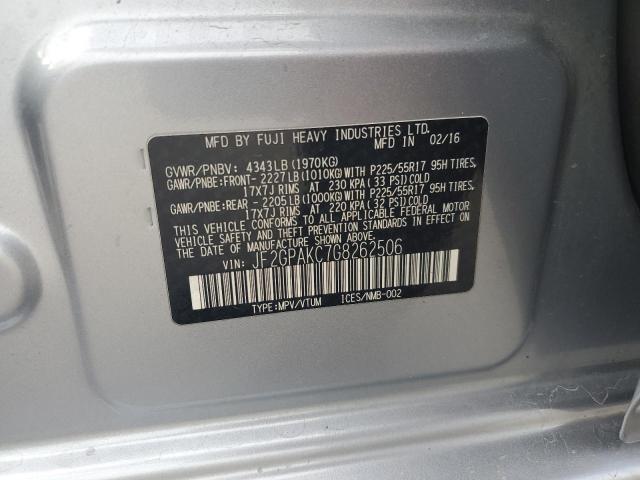 MFD BY FUJI HEAVY INDUSTRIES LTD.
MFD IN 02/16
GVWR/PNBV: 4343LB(1970KG)
GAWR/PNBE:FRONT-2227LB(1010KG)WITH P225/55R17 95H TIRES,
17X7J RIMS AT 230 KPA(33 PSI)COLD
GAWR/PNBE:REAR -2205LB(1000KG)WITH P225/55R17 95H TIRES,
17X7J RIMS AT 220 KPA(32 PSI)COLD
THIS VEHICLE CONFORMS TO ALL APPLICABLE FEDERAL MOTOR
VEHICLE SAFETY AND THEFT PREVENTION STANDARDS IN EFFECT ON
THE DATE OF MANUFACTURE SHOWN ABOVE.
VIN: JF2GPAKC7G8262506
TYPE:MPV/VTUM ICES/NMB-002